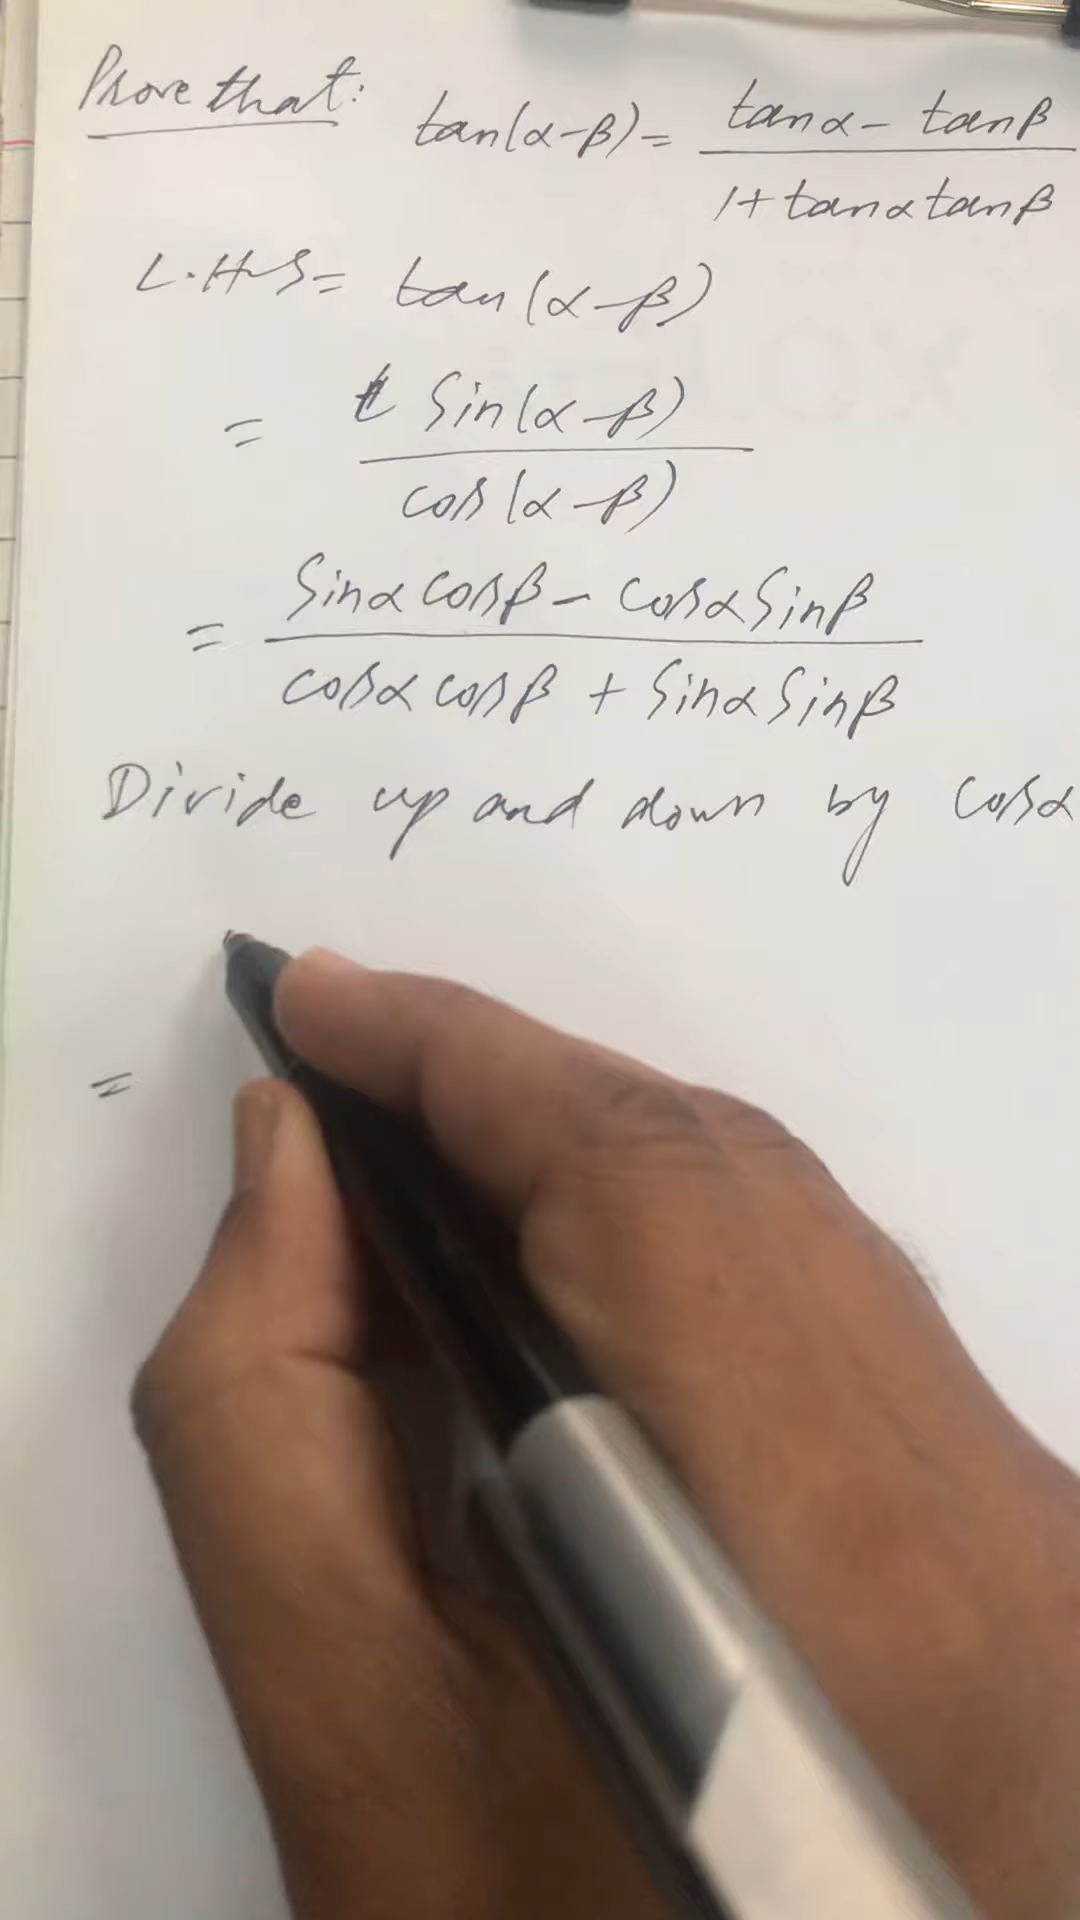 Prove that: tan(α-β) = tanα - tanβ / 1 + tanα tanβ
L.H.S = tan(α-β)
= Sin(α-β) / cos(α-β)
= Sinα cosβ - cosα Sinβ / cosα cosβ + Sinα Sinβ
Divide up and down by cosα
=